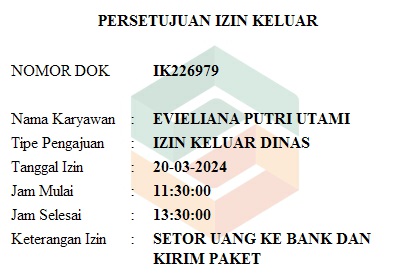 PERSETUJUAN IZIN KELUAR
NOMOR DOK IK226979
Nama Karyawan : EVIELIANA PUTRI UTAMI
Tipe Pengajuan : IZIN KELUAR DINAS
Tanggal Izin : 20-03-2024
Jam Mulai : 11:30:00
Jam Selesai : 13:30:00
Keterangan Izin : SETOR UANG KE BANK DAN
KIRIM PAKET